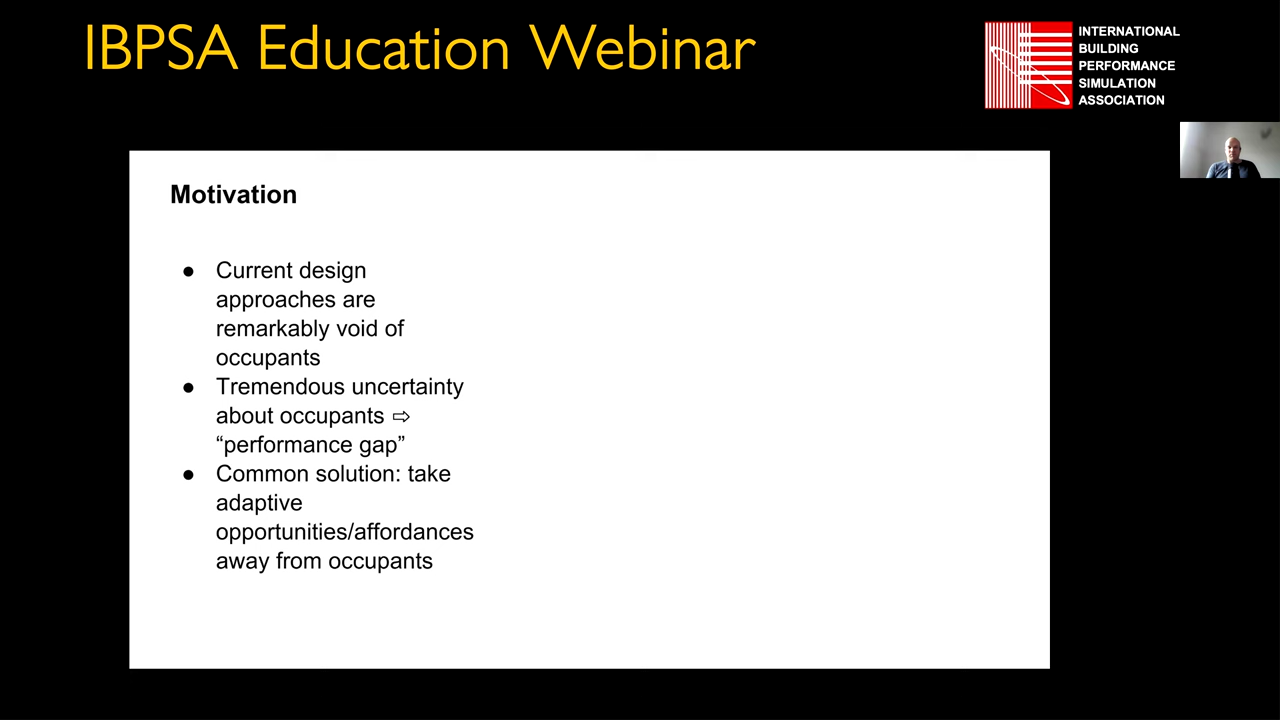 IBPSA Education Webinar
INTERNATIONAL
BUILDING
PERFORMANCE
SIMULATION
ASSOCIATION
Motivation
● Current design
approaches are
remarkably void of
occupants
● Tremendous uncertainty
about occupants ⇨
“performance gap”
● Common solution: take
adaptive
opportunities/affordances
away from occupants